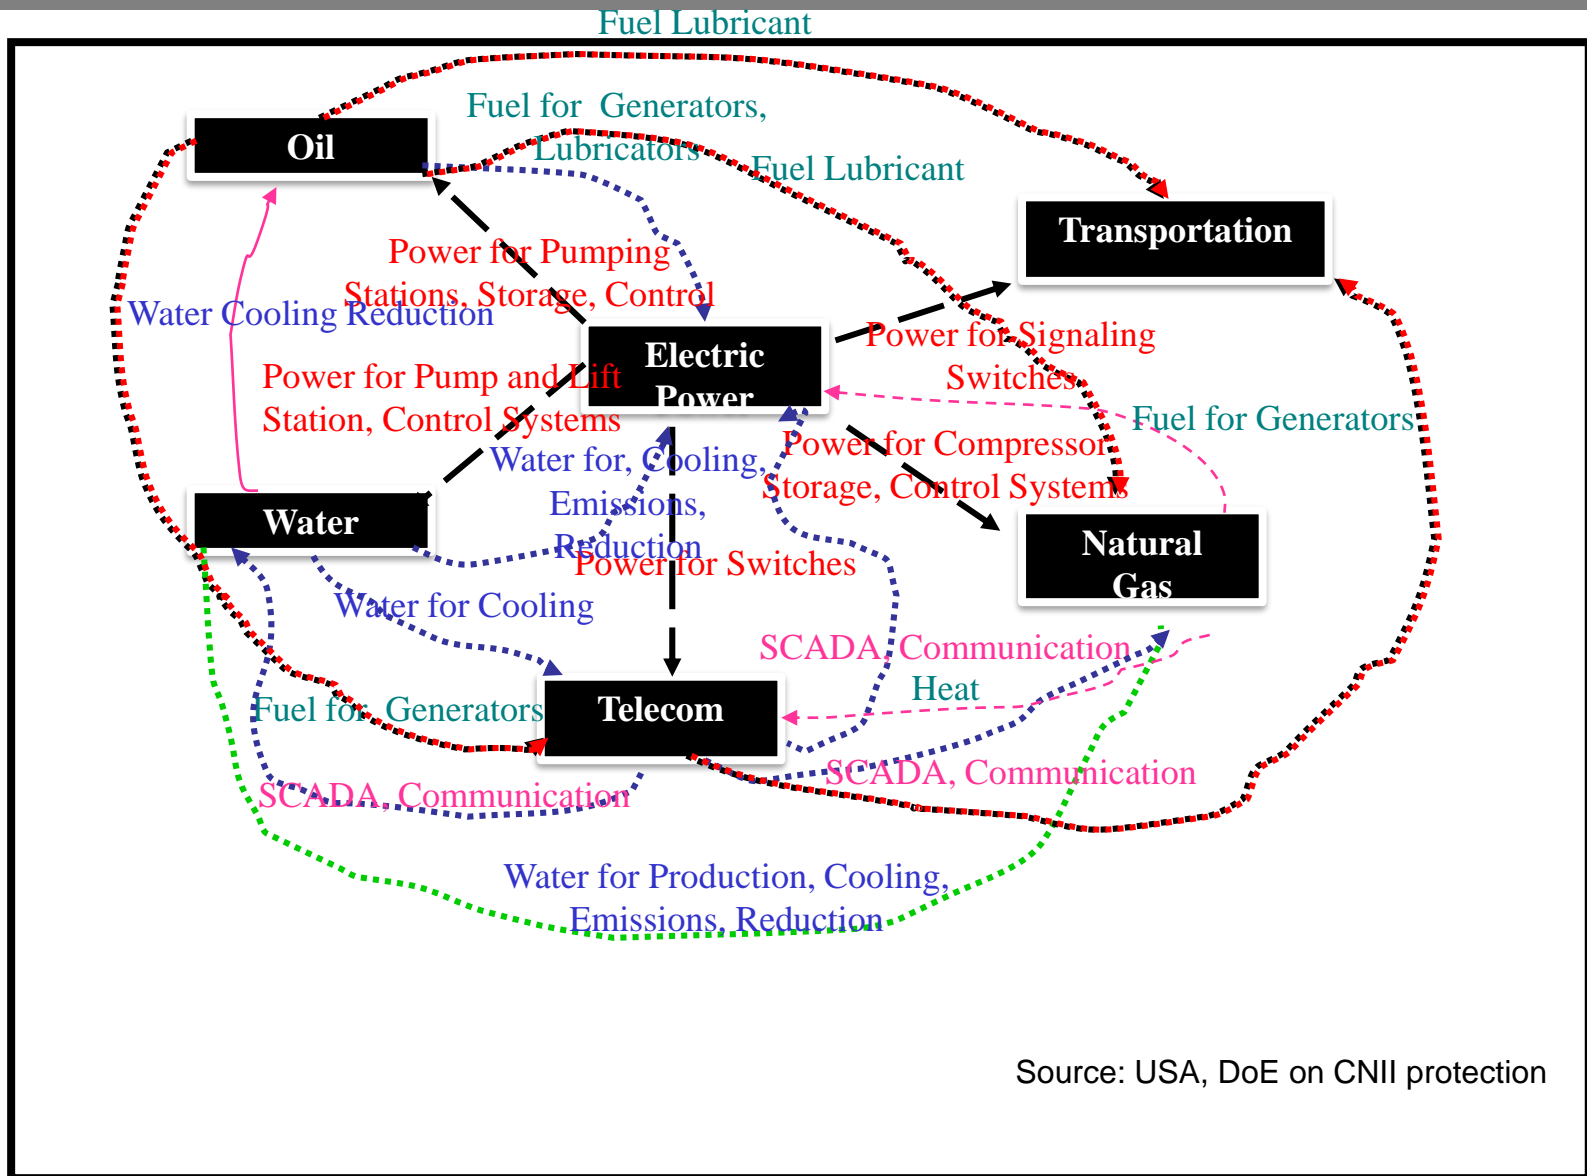 Fuel Lubricant
Fuel for Generators,
Lubricators
Oil
Fuel Lubricant
Transportation
Power for Pumping
Stations, Storage, Control
Water Cooling Reduction
Electric
Power
Power for Signaling
Switches
Power for Pump and Lift
Station, Control Systems
Fuel for Generators
Water for, Cooling,
Emissions,
Reduction
Power for Compressor
Storage, Control Systems
Water
Natural
Gas
Power for Switches
Water for Cooling
SCADA, Communication
Heat
Fuel for Generators
Telecom
SCADA, Communication
SCADA, Communication
Water for Production, Cooling,
Emissions, Reduction
Source: USA, DoE on CNII protection